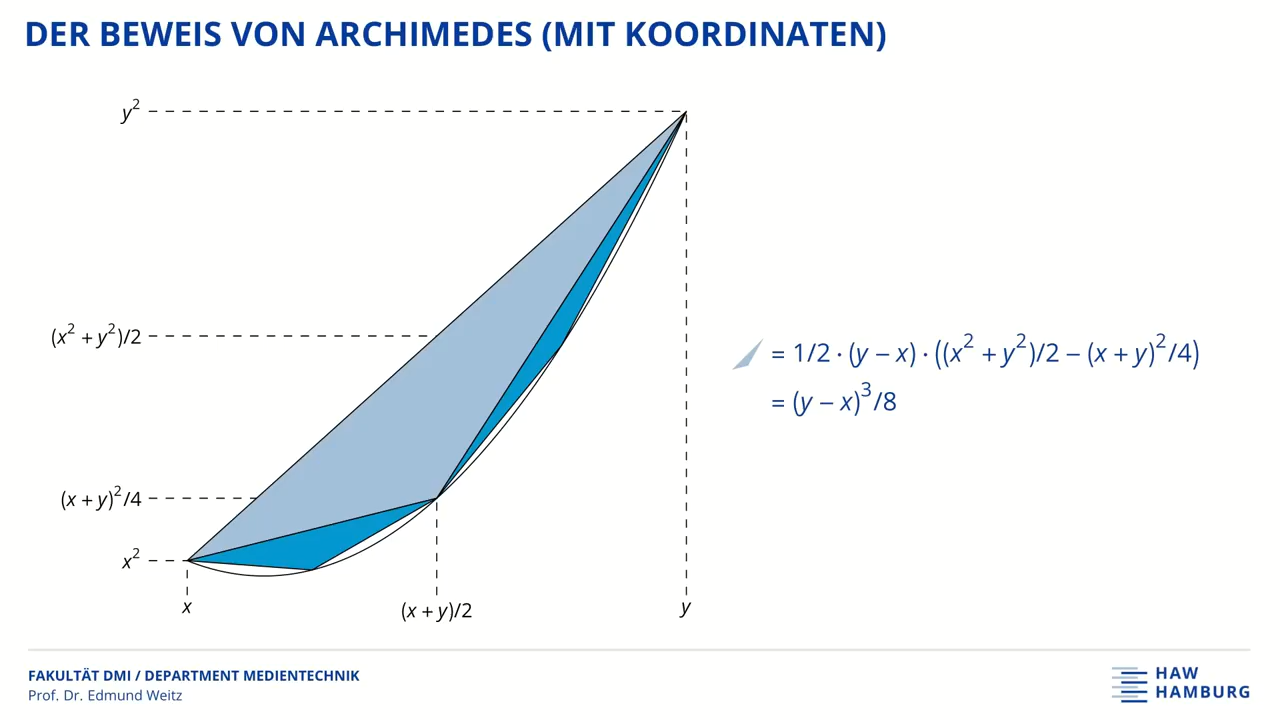 DER BEWEIS VON ARCHIMEDES (MIT KOORDINATEN)
y²
(x² + y²)/2
= 1/2 · (y − x) · ((x² + y²)/2 − (x + y)²/4)
= (y − x)³/8
(x + y)²/4
x²
x
(x + y)/2
y
FAKULTÄT DMI / DEPARTMENT MEDIENTECHNIK
Prof. Dr. Edmund Weitz
HAW
HAMBURG